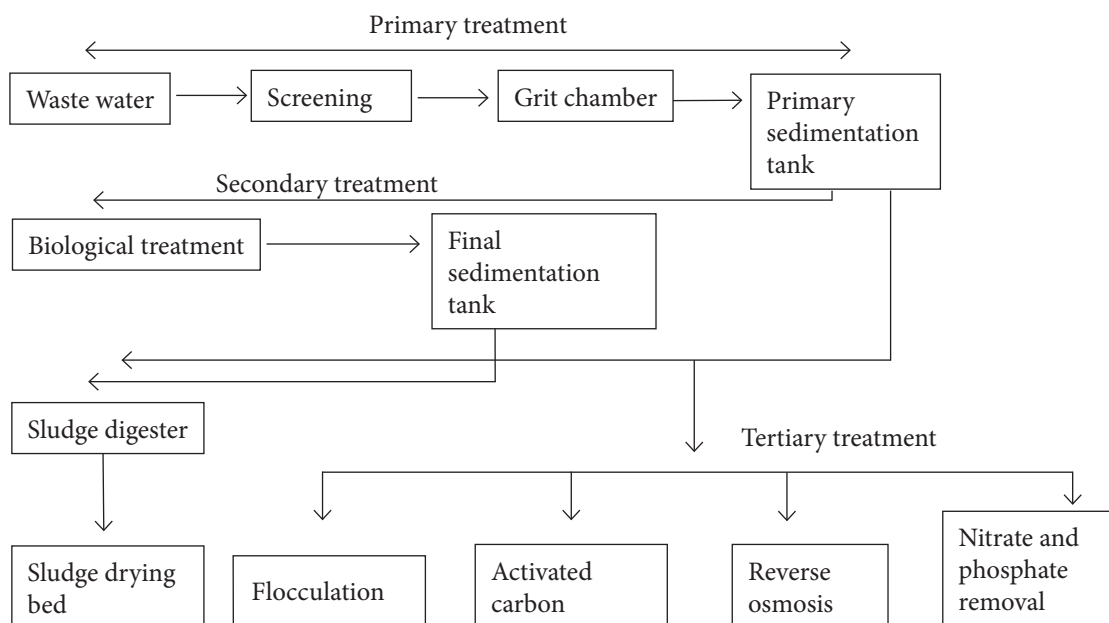 Primary treatment
Waste water
Screening
Grit chamber
Primary
sedimentation
tank
Secondary treatment
Biological treatment
Final
sedimentation
tank
Sludge digester
Tertiary treatment
Sludge drying
bed
Flocculation
Activated
carbon
Reverse
osmosis
Nitrate and
phosphate
removal